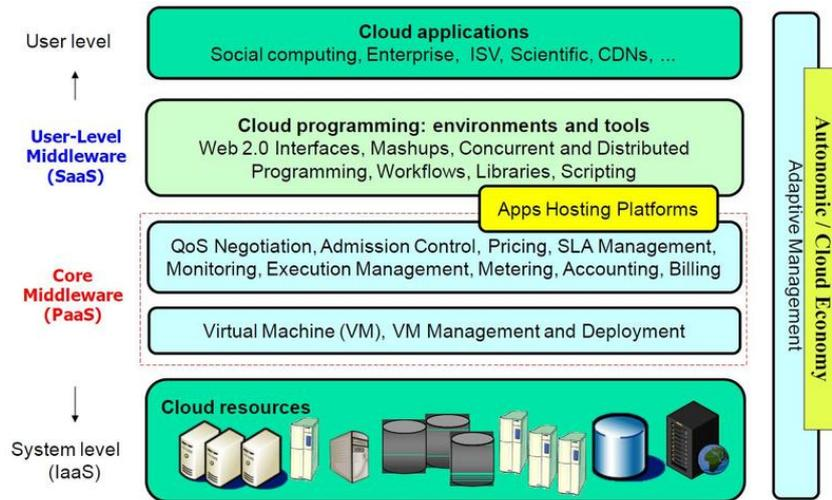 User level
Cloud applications
Social computing, Enterprise, ISV, Scientific, CDNs, ...
User-Level
Middleware
(SaaS)
Cloud programming: environments and tools
Web 2.0 Interfaces, Mashups, Concurrent and Distributed
Programming, Workflows, Libraries, Scripting
Apps Hosting Platforms
Core
Middleware
(PaaS)
QoS Negotiation, Admission Control, Pricing, SLA Management,
Monitoring, Execution Management, Metering, Accounting, Billing
Virtual Machine (VM), VM Management and Deployment
System level
(IaaS)
Cloud resources
Autonomic / Cloud Economy
Adaptive Management